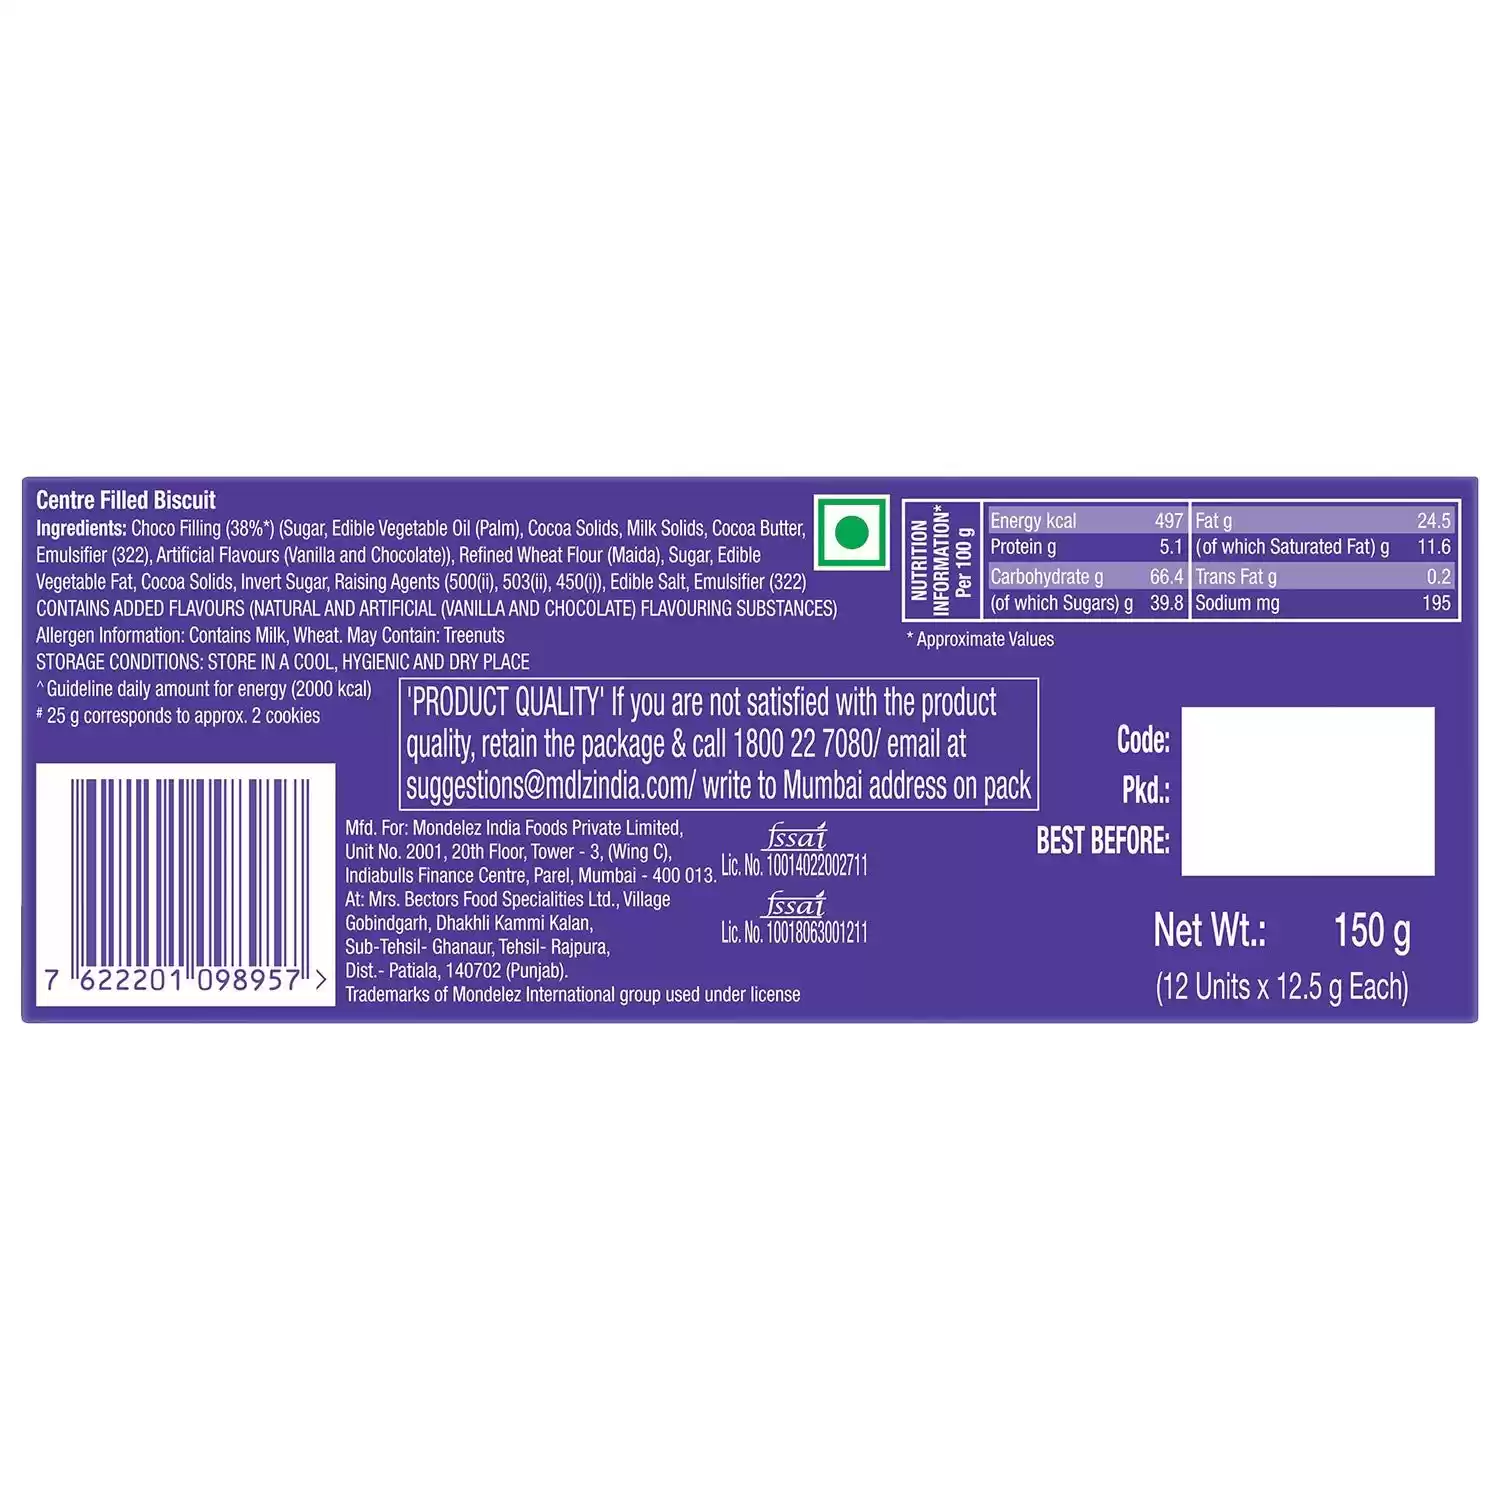 Centre Filled Biscuit
Ingredients: Choco Filling (38%*) (Sugar, Edible Vegetable Oil (Palm), Cocoa Solids, Milk Solids, Cocoa Butter,
Emulsifier (322), Artificial Flavours (Vanilla and Chocolate)), Refined Wheat Flour (Maida), Sugar, Edible
Vegetable Fat, Cocoa Solids, Invert Sugar, Raising Agents (500(ii), 503(ii), 450(i)), Edible Salt, Emulsifier (322)
CONTAINS ADDED FLAVOURS (NATURAL AND ARTIFICIAL (VANILLA AND CHOCOLATE) FLAVOURING SUBSTANCES)
Allergen Information: Contains Milk, Wheat. May Contain: Treenuts
STORAGE CONDITIONS: STORE IN A COOL, HYGIENIC AND DRY PLACE
^ Guideline daily amount for energy (2000 kcal)
# 25 g corresponds to approx. 2 cookies
NUTRITION
INFORMATION*
Per 100 g
Energy kcal 497 Fat g 24.5
Protein g 5.1 (of which Saturated Fat) g 11.6
Carbohydrate g 66.4 Trans Fat g 0.2
(of which Sugars) g 39.8 Sodium mg 195
* Approximate Values
'PRODUCT QUALITY' If you are not satisfied with the product
quality, retain the package & call 1800 22 7080/ email at
suggestions@mdlzindia.com/ write to Mumbai address on pack
7 622201 098957 >
Mfd. For: Mondelez India Foods Private Limited,
Unit No. 2001, 20th Floor, Tower - 3, (Wing C),
Indiabulls Finance Centre, Parel, Mumbai - 400 013.
At: Mrs. Bectors Food Specialities Ltd., Village
Gobindgarh, Dhakhli Kammi Kalan,
Sub-Tehsil- Ghanaur, Tehsil- Rajpura,
Dist.- Patiala, 140702 (Punjab).
Trademarks of Mondelez International group used under license
fssai
Lic. No. 10014022002711
fssai
Lic. No. 10018063001211
Code:
Pkd.:
BEST BEFORE:
Net Wt.: 150 g
(12 Units x 12.5 g Each)